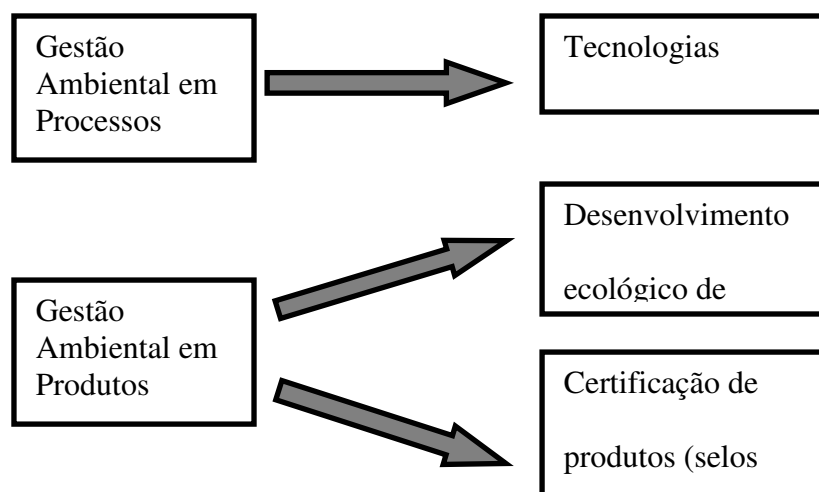 Gestão
Ambiental em
Processos
Tecnologias
Gestão
Ambiental em
Produtos
Desenvolvimento
ecológico de
Certificação de
produtos (selos